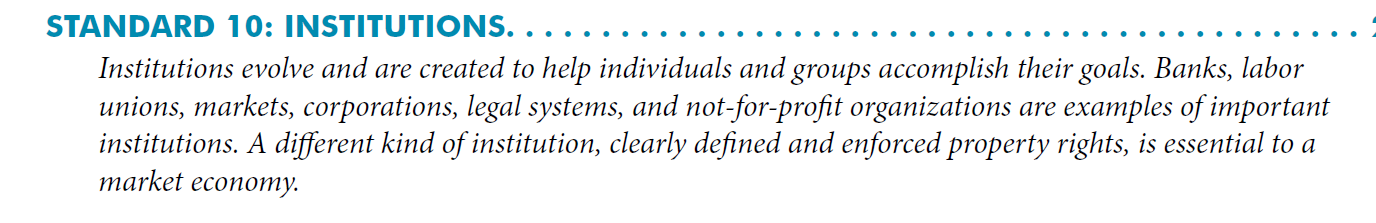 STANDARD 10: INSTITUTIONS. . . . . . . . . . . . . . . . . . . . . . . . . . . . . . . . . . . . . . . . . . . . . .
Institutions evolve and are created to help individuals and groups accomplish their goals. Banks, labor
unions, markets, corporations, legal systems, and not-for-profit organizations are examples of important
institutions. A different kind of institution, clearly defined and enforced property rights, is essential to a
market economy.